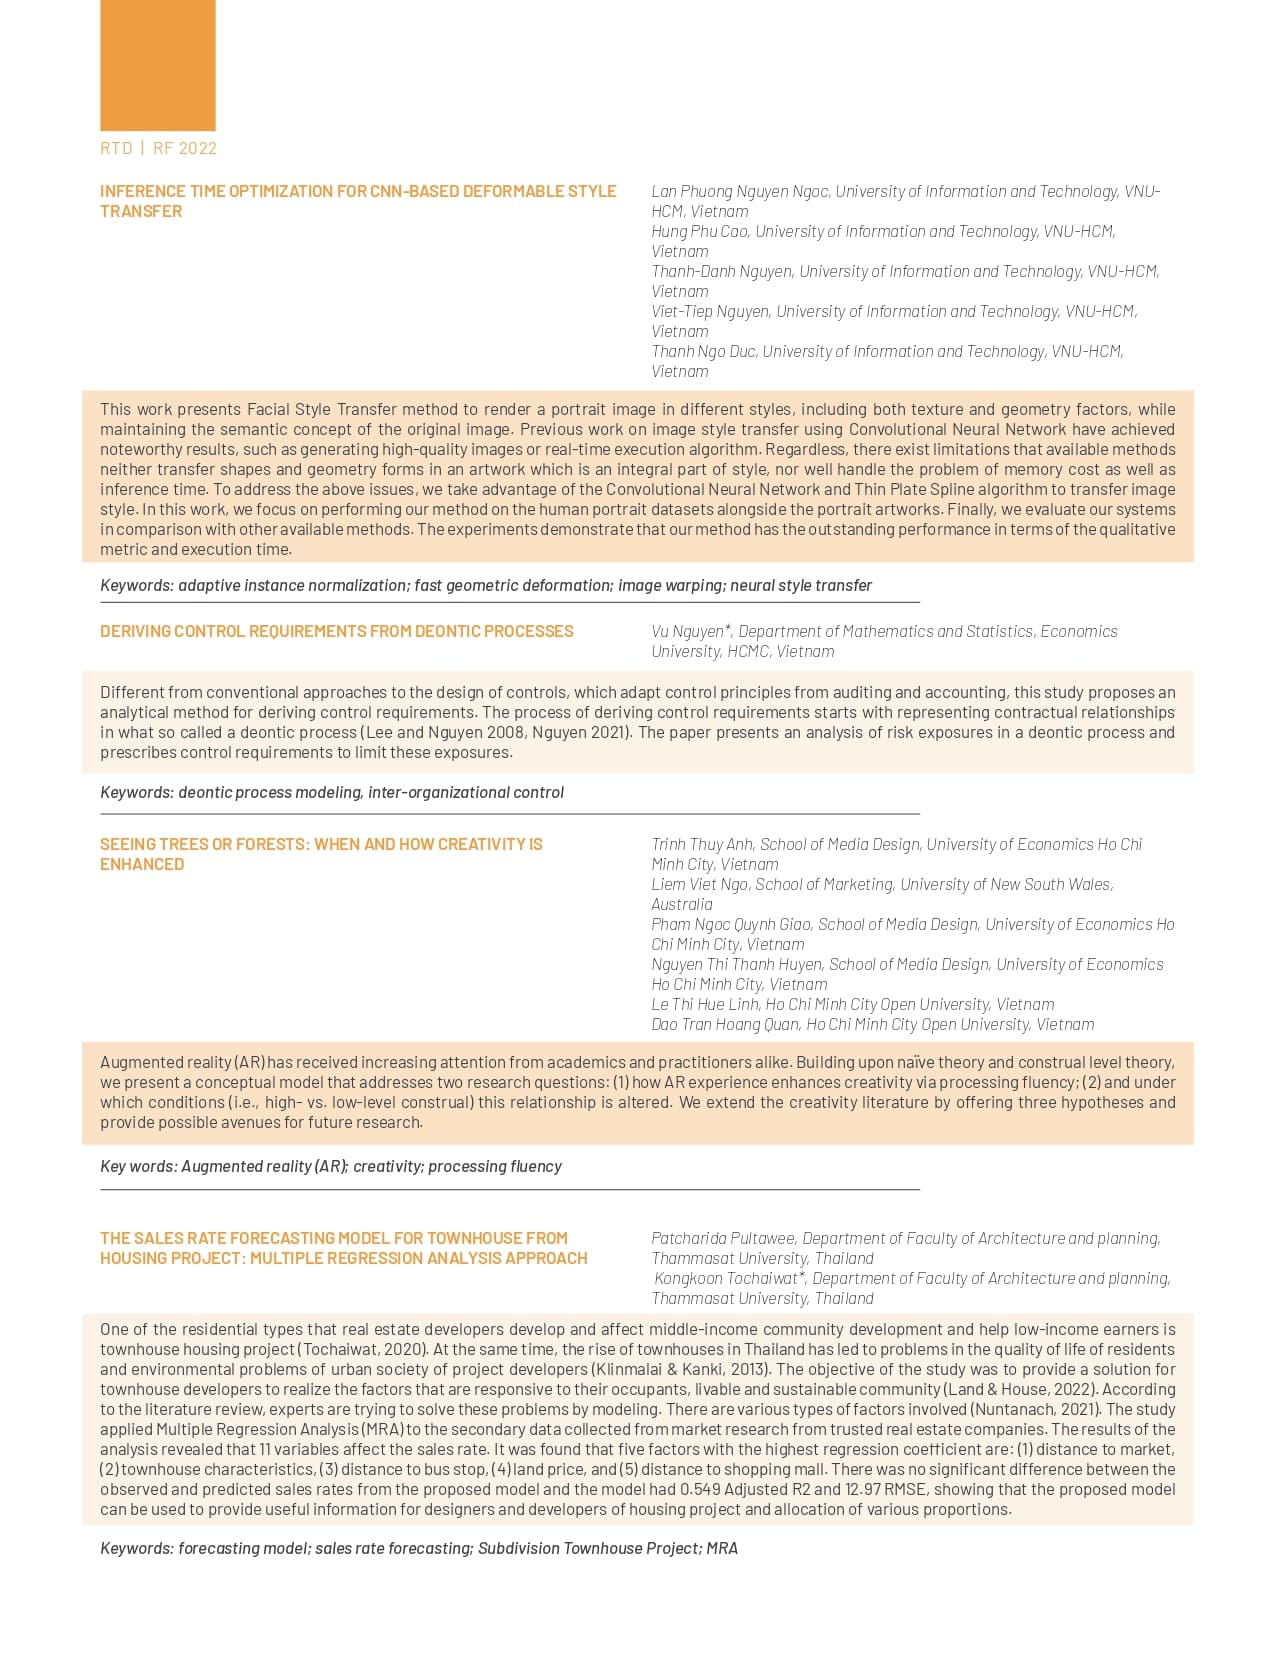 RTD | RF 2022
INFERENCE TIME OPTIMIZATION FOR CNN-BASED DEFORMABLE STYLE
TRANSFER
Lan Phuong Nguyen Ngoc, University of Information and Technology, VNU-
HCM, Vietnam
Hung Phu Cao, University of Information and Technology, VNU-HCM,
Vietnam
Thanh-Danh Nguyen, University of Information and Technology, VNU-HCM,
Vietnam
Viet-Tiep Nguyen, University of Information and Technology, VNU-HCM,
Vietnam
Thanh Ngo Duc, University of Information and Technology, VNU-HCM,
Vietnam
This work presents Facial Style Transfer method to render a portrait image in different styles, including both texture and geometry factors, while
maintaining the semantic concept of the original image. Previous work on image style transfer using Convolutional Neural Network have achieved
noteworthy results, such as generating high-quality images or real-time execution algorithm. Regardless, there exist limitations that available methods
neither transfer shapes and geometry forms in an artwork which is an integral part of style, nor well handle the problem of memory cost as well as
inference time. To address the above issues, we take advantage of the Convolutional Neural Network and Thin Plate Spline algorithm to transfer image
style. In this work, we focus on performing our method on the human portrait datasets alongside the portrait artworks. Finally, we evaluate our systems
in comparison with other available methods. The experiments demonstrate that our method has the outstanding performance in terms of the qualitative
metric and execution time.
Keywords: adaptive instance normalization; fast geometric deformation; image warping; neural style transfer
DERIVING CONTROL REQUIREMENTS FROM DEONTIC PROCESSES
Vu Nguyen*, Department of Mathematics and Statistics, Economics
University, HCMC, Vietnam
Different from conventional approaches to the design of controls, which adapt control principles from auditing and accounting, this study proposes an
analytical method for deriving control requirements. The process of deriving control requirements starts with representing contractual relationships
in what so called a deontic process (Lee and Nguyen 2008, Nguyen 2021). The paper presents an analysis of risk exposures in a deontic process and
prescribes control requirements to limit these exposures.
Keywords: deontic process modeling, inter-organizational control
SEEING TREES OR FORESTS: WHEN AND HOW CREATIVITY IS
ENHANCED
Trinh Thuy Anh, School of Media Design, University of Economics Ho Chi
Minh City, Vietnam
Liem Viet Ngo, School of Marketing, University of New South Wales,
Australia
Pham Ngoc Quynh Giao, School of Media Design, University of Economics Ho
Chi Minh City, Vietnam
Nguyen Thi Thanh Huyen, School of Media Design, University of Economics
Ho Chi Minh City, Vietnam
Le Thi Hue Linh, Ho Chi Minh City Open University, Vietnam
Dao Tran Hoang Quan, Ho Chi Minh City Open University, Vietnam
Augmented reality (AR) has received increasing attention from academics and practitioners alike. Building upon naïve theory and construal level theory,
we present a conceptual model that addresses two research questions: (1) how AR experience enhances creativity via processing fluency; (2) and under
which conditions (i.e., high- vs. low-level construal) this relationship is altered. We extend the creativity literature by offering three hypotheses and
provide possible avenues for future research.
Key words: Augmented reality (AR); creativity; processing fluency
THE SALES RATE FORECASTING MODEL FOR TOWNHOUSE FROM
HOUSING PROJECT: MULTIPLE REGRESSION ANALYSIS APPROACH
Patcharida Pultawee, Department of Faculty of Architecture and planning,
Thammasat University, Thailand
Kongkoon Tochaiwat*, Department of Faculty of Architecture and planning,
Thammasat University, Thailand
One of the residential types that real estate developers develop and affect middle-income community development and help low-income earners is
townhouse housing project (Tochaiwat, 2020). At the same time, the rise of townhouses in Thailand has led to problems in the quality of life of residents
and environmental problems of urban society of project developers (Klinmalai & Kanki, 2013). The objective of the study was to provide a solution for
townhouse developers to realize the factors that are responsive to their occupants, livable and sustainable community (Land & House, 2022). According
to the literature review, experts are trying to solve these problems by modeling. There are various types of factors involved (Nuntanach, 2021). The study
applied Multiple Regression Analysis (MRA) to the secondary data collected from market research from trusted real estate companies. The results of the
analysis revealed that 11 variables affect the sales rate. It was found that five factors with the highest regression coefficient are: (1) distance to market,
(2) townhouse characteristics, (3) distance to bus stop, (4) land price, and (5) distance to shopping mall. There was no significant difference between the
observed and predicted sales rates from the proposed model and the model had 0.549 Adjusted R2 and 12.97 RMSE, showing that the proposed model
can be used to provide useful information for designers and developers of housing project and allocation of various proportions.
Keywords: forecasting model; sales rate forecasting; Subdivision Townhouse Project; MRA